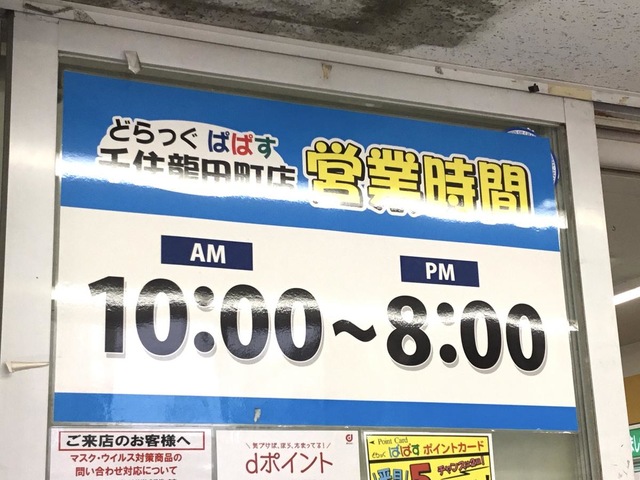 どらっぐ ぱぱす
千住龍田町店
営業時間
AM
PM
10:00～8:00
ご来店のお客様へ
マスク・ウイルス対策商品の
問い合わせ対応について
dポイント
Point Card
ぱぱす ポイントカード